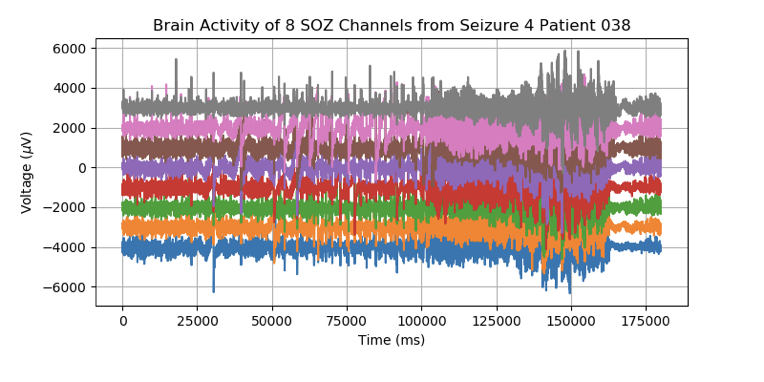 Brain Activity of 8 SOZ Channels from Seizure 4 Patient 038
6000
4000
2000
0
−2000
−4000
−6000
Voltage (μV)
0 25000 50000 75000 100000 125000 150000 175000
Time (ms)